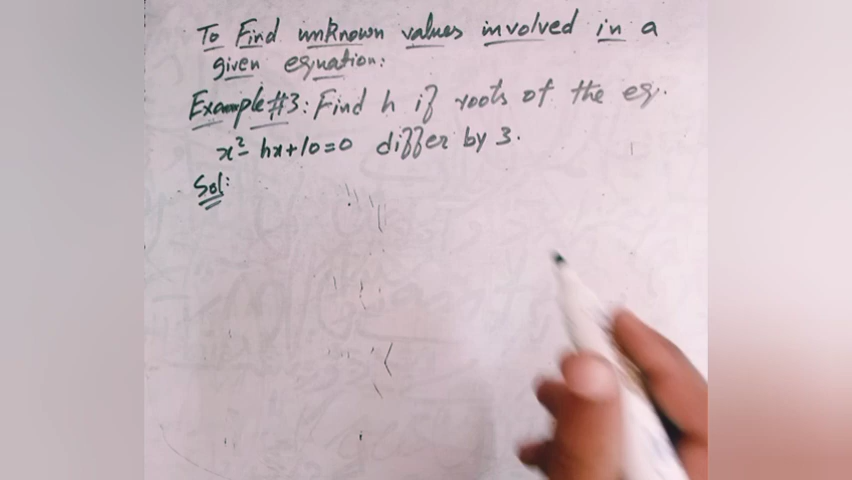 To Find unknown values involved in a
given equation:
Example#3: Find h if roots of the eq.
x²- hx+10=0 differ by 3.
Sol: